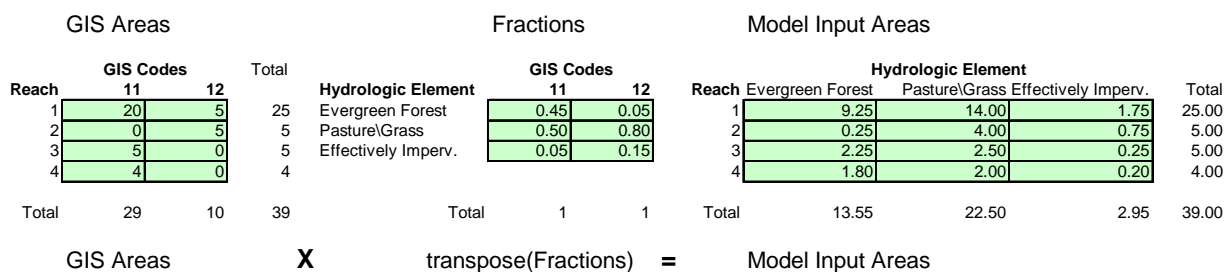 GIS Areas Fractions Model Input Areas
GIS Codes Total GIS Codes Hydrologic Element
Reach 11 12 Hydrologic Element 11 12 Reach Evergreen Forest Pasture\Grass Effectively Imperv. Total
1 20 5 25 Evergreen Forest 0.45 0.05 1 9.25 14.00 1.75 25.00
2 0 5 5 Pasture\Grass 0.50 0.80 2 0.25 4.00 0.75 5.00
3 5 0 5 Effectively Imperv. 0.05 0.15 3 2.25 2.50 0.25 5.00
4 4 0 4 4 1.80 2.00 0.20 4.00
Total 29 10 39 Total 1 1 Total 13.55 22.50 2.95 39.00
GIS Areas X transpose(Fractions) = Model Input Areas